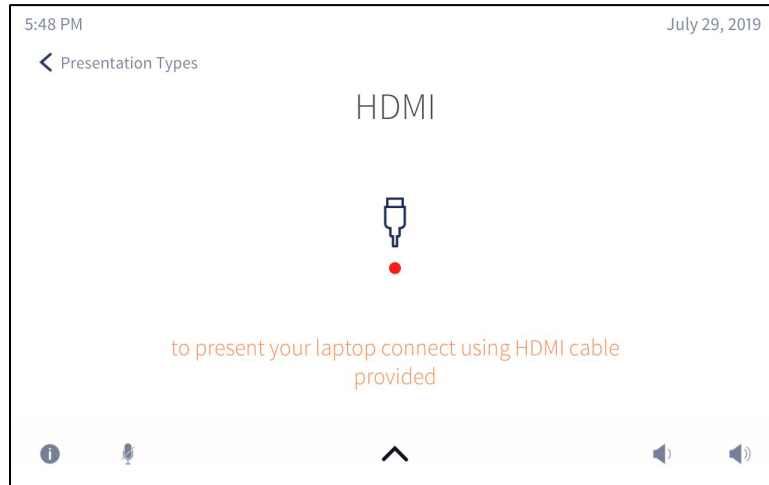 5:48 PM
July 29, 2019
Presentation Types
HDMI
to present your laptop connect using HDMI cable
provided